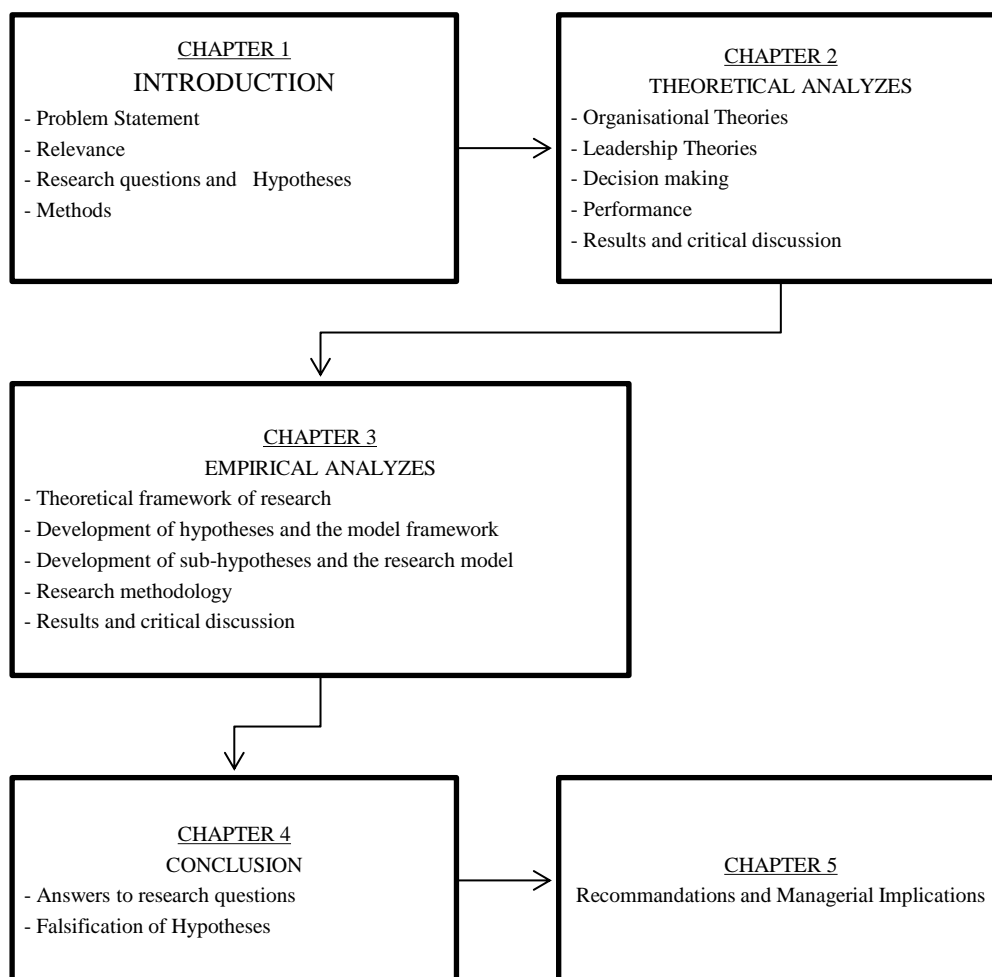 CHAPTER 1
INTRODUCTION
- Problem Statement
- Relevance
- Research questions and Hypotheses
- Methods
CHAPTER 2
THEORETICAL ANALYZES
- Organisational Theories
- Leadership Theories
- Decision making
- Performance
- Results and critical discussion
CHAPTER 3
EMPIRICAL ANALYZES
- Theoretical framework of research
- Development of hypotheses and the model framework
- Development of sub-hypotheses and the research model
- Research methodology
- Results and critical discussion
CHAPTER 4
CONCLUSION
- Answers to research questions
- Falsification of Hypotheses
CHAPTER 5
Recommandations and Managerial Implications